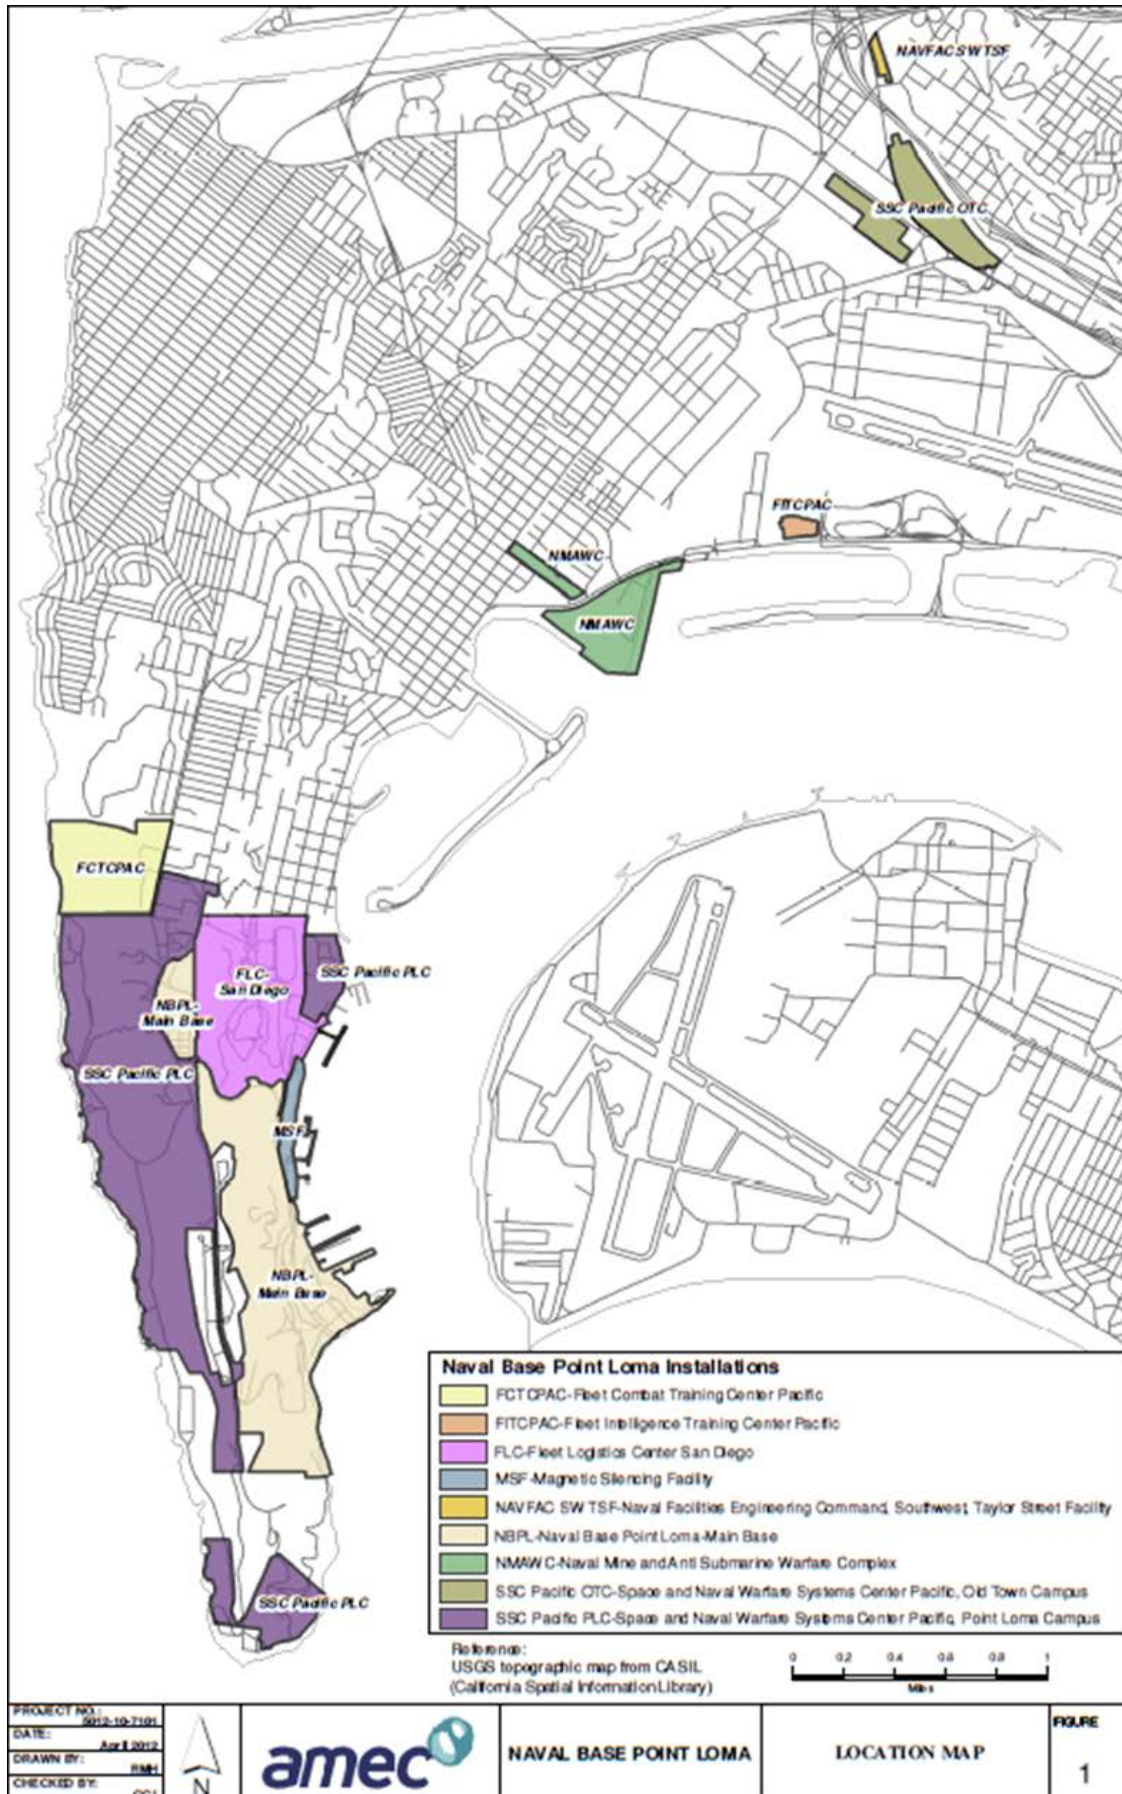 NAVFAC SW TSF
SSC Pacific OTC
FITCPAC
NMAWC
NMAWC
FCTCPAC
SSC Pacific PLC
FLC-
San Diego
NBPL-
Main Base
SSC Pacific PLC
MSF
NBPL-
Main Base
SSC Pacific PLC
Naval Base Point Loma Installations
FCTCPAC-Fleet Combat Training Center Pacific
FITCPAC-Fleet Intelligence Training Center Pacific
FLC-Fleet Logistics Center San Diego
MSF-Magnetic Silencing Facility
NAVFAC SW TSF-Naval Facilities Engineering Command, Southwest, Taylor Street Facility
NBPL-Naval Base Point Loma-Main Base
NMAWC-Naval Mine and Anti Submarine Warfare Complex
SSC Pacific OTC-Space and Naval Warfare Systems Center Pacific, Old Town Campus
SSC Pacific PLC-Space and Naval Warfare Systems Center Pacific, Point Loma Campus
Reference:
USGS topographic map from CASIL
(California Spatial Information Library)
0 0.2 0.4 0.6 0.8 1
Miles
PROJECT NO.:
5012-10-7101
DATE:
April 2012
DRAWN BY:
RMH
CHECKED BY:
N
amec
NAVAL BASE POINT LOMA
LOCATION MAP
FIGURE
1